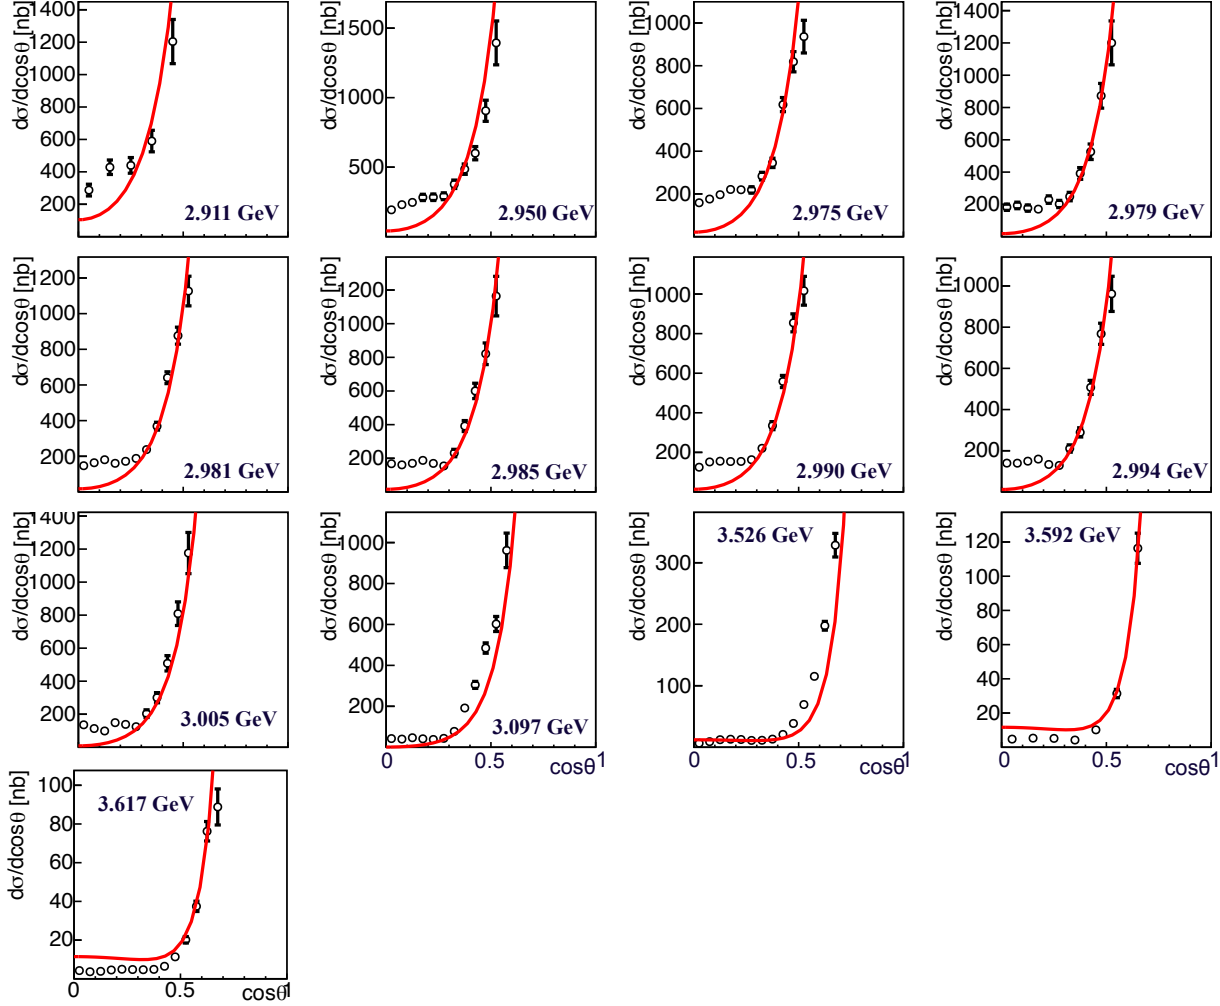 dσ/dcosθ [nb]
1400
1200
1000
800
600
400
200
2.911 GeV
dσ/dcosθ [nb]
1500
1000
500
2.950 GeV
dσ/dcosθ [nb]
1000
800
600
400
200
2.975 GeV
dσ/dcosθ [nb]
1400
1200
1000
800
600
400
200
2.979 GeV
dσ/dcosθ [nb]
1200
1000
800
600
400
200
2.981 GeV
dσ/dcosθ [nb]
1200
1000
800
600
400
200
2.985 GeV
dσ/dcosθ [nb]
1000
800
600
400
200
2.990 GeV
dσ/dcosθ [nb]
1000
800
600
400
200
2.994 GeV
dσ/dcosθ [nb]
1400
1200
1000
800
600
400
200
3.005 GeV
dσ/dcosθ [nb]
1000
800
600
400
200
3.097 GeV
0 0.5 1
cosθ
dσ/dcosθ [nb]
300
200
100
3.526 GeV
0 0.5 1
cosθ
dσ/dcosθ [nb]
120
100
80
60
40
20
3.592 GeV
0 0.5 1
cosθ
dσ/dcosθ [nb]
100
80
60
40
20
3.617 GeV
0 0.5 1
cosθ